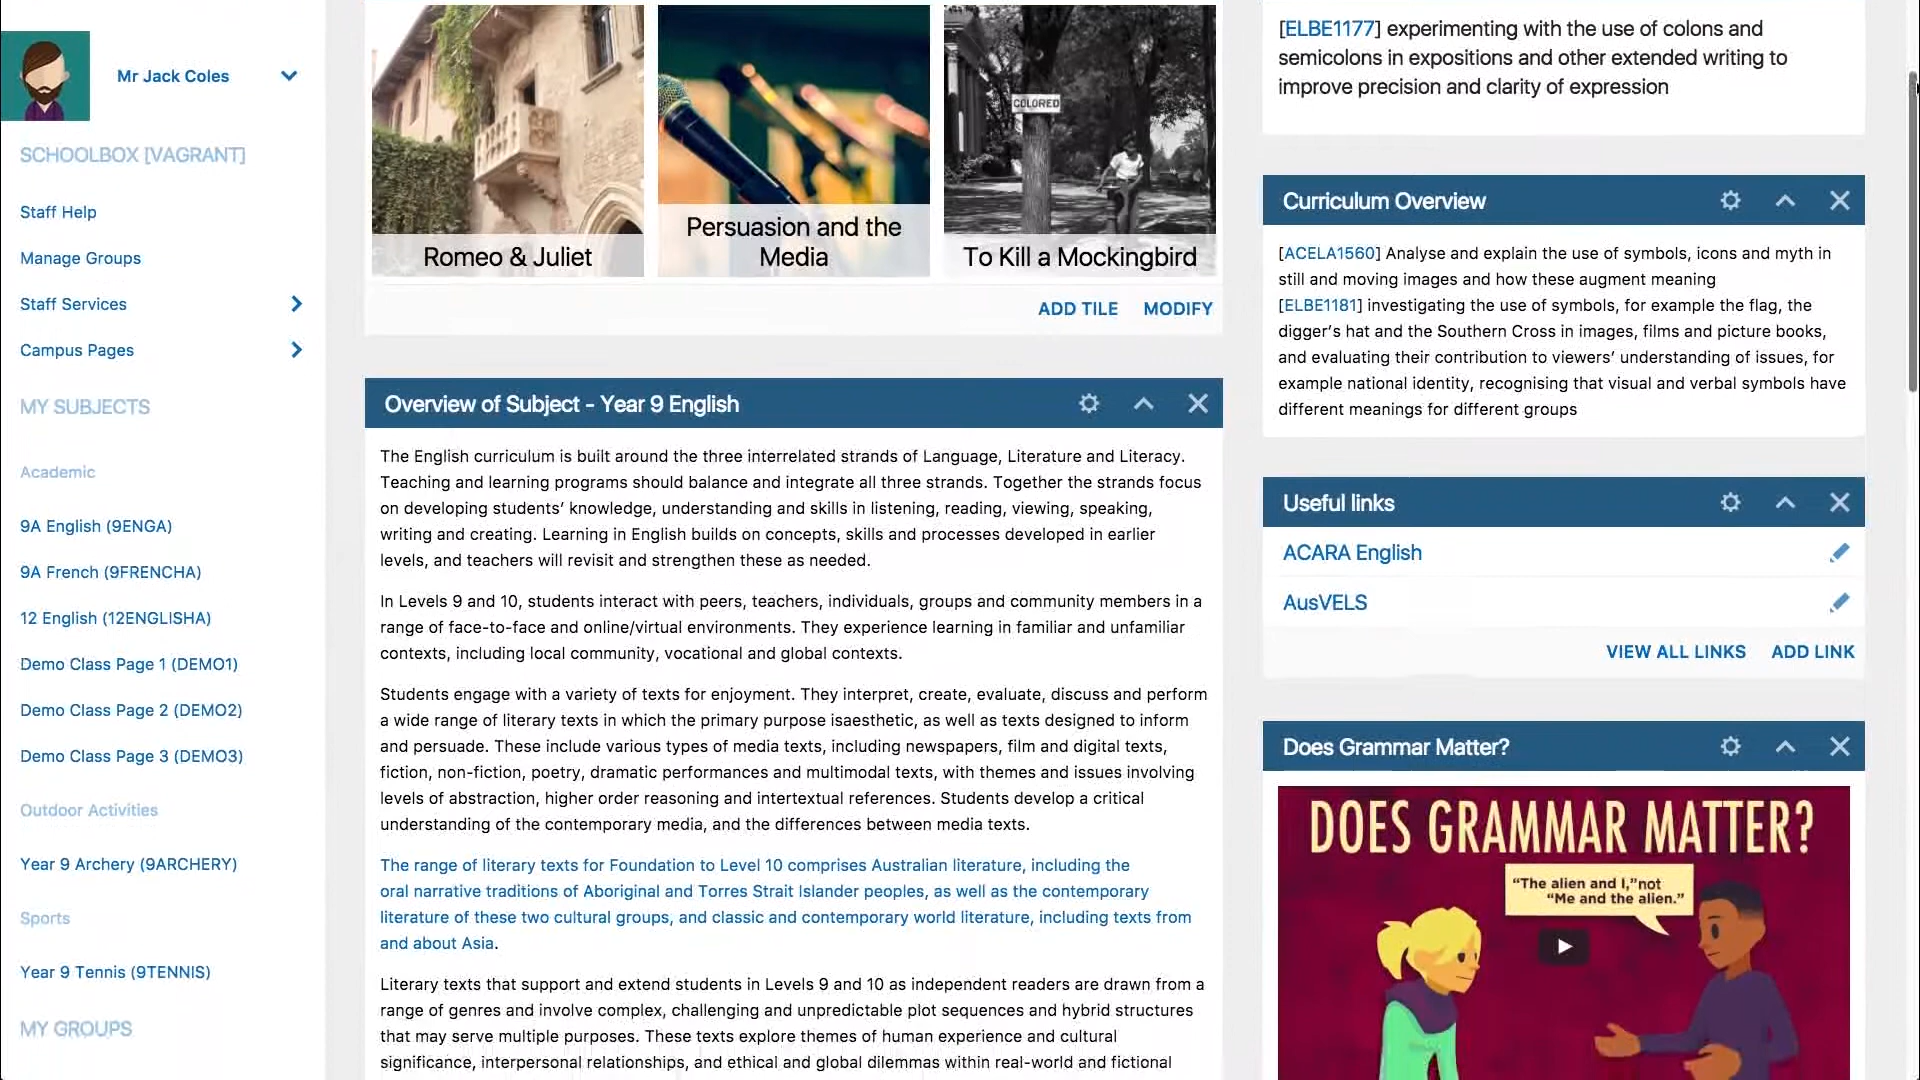 Mr Jack Coles
SCHOOLBOX [VAGRANT]
Staff Help
Manage Groups
Staff Services
Campus Pages
MY SUBJECTS
Academic
9A English (9ENGA)
9A French (9FRENCHA)
12 English (12ENGLISHA)
Demo Class Page 1 (DEMO1)
Demo Class Page 2 (DEMO2)
Demo Class Page 3 (DEMO3)
Outdoor Activities
Year 9 Archery (9ARCHERY)
Sports
Year 9 Tennis (9TENNIS)
MY GROUPS
Romeo & Juliet
Persuasion and the
Media
COLORED
To Kill a Mockingbird
ADD TILE MODIFY
Overview of Subject - Year 9 English
The English curriculum is built around the three interrelated strands of Language, Literature and Literacy.
Teaching and learning programs should balance and integrate all three strands. Together the strands focus
on developing students’ knowledge, understanding and skills in listening, reading, viewing, speaking,
writing and creating. Learning in English builds on concepts, skills and processes developed in earlier
levels, and teachers will revisit and strengthen these as needed.
In Levels 9 and 10, students interact with peers, teachers, individuals, groups and community members in a
range of face-to-face and online/virtual environments. They experience learning in familiar and unfamiliar
contexts, including local community, vocational and global contexts.
Students engage with a variety of texts for enjoyment. They interpret, create, evaluate, discuss and perform
a wide range of literary texts in which the primary purpose isaesthetic, as well as texts designed to inform
and persuade. These include various types of media texts, including newspapers, film and digital texts,
fiction, non-fiction, poetry, dramatic performances and multimodal texts, with themes and issues involving
levels of abstraction, higher order reasoning and intertextual references. Students develop a critical
understanding of the contemporary media, and the differences between media texts.
The range of literary texts for Foundation to Level 10 comprises Australian literature, including the
oral narrative traditions of Aboriginal and Torres Strait Islander peoples, as well as the contemporary
literature of these two cultural groups, and classic and contemporary world literature, including texts from
and about Asia.
Literary texts that support and extend students in Levels 9 and 10 as independent readers are drawn from a
range of genres and involve complex, challenging and unpredictable plot sequences and hybrid structures
that may serve multiple purposes. These texts explore themes of human experience and cultural
significance, interpersonal relationships, and ethical and global dilemmas within real-world and fictional
[ELBE1177] experimenting with the use of colons and
semicolons in expositions and other extended writing to
improve precision and clarity of expression
Curriculum Overview
[ACELA1560] Analyse and explain the use of symbols, icons and myth in
still and moving images and how these augment meaning
[ELBE1181] investigating the use of symbols, for example the flag, the
digger’s hat and the Southern Cross in images, films and picture books,
and evaluating their contribution to viewers’ understanding of issues, for
example national identity, recognising that visual and verbal symbols have
different meanings for different groups
Useful links
ACARA English
AusVELS
VIEW ALL LINKS ADD LINK
Does Grammar Matter?
DOES GRAMMAR MATTER?
"The alien and I,"not
"Me and the alien."